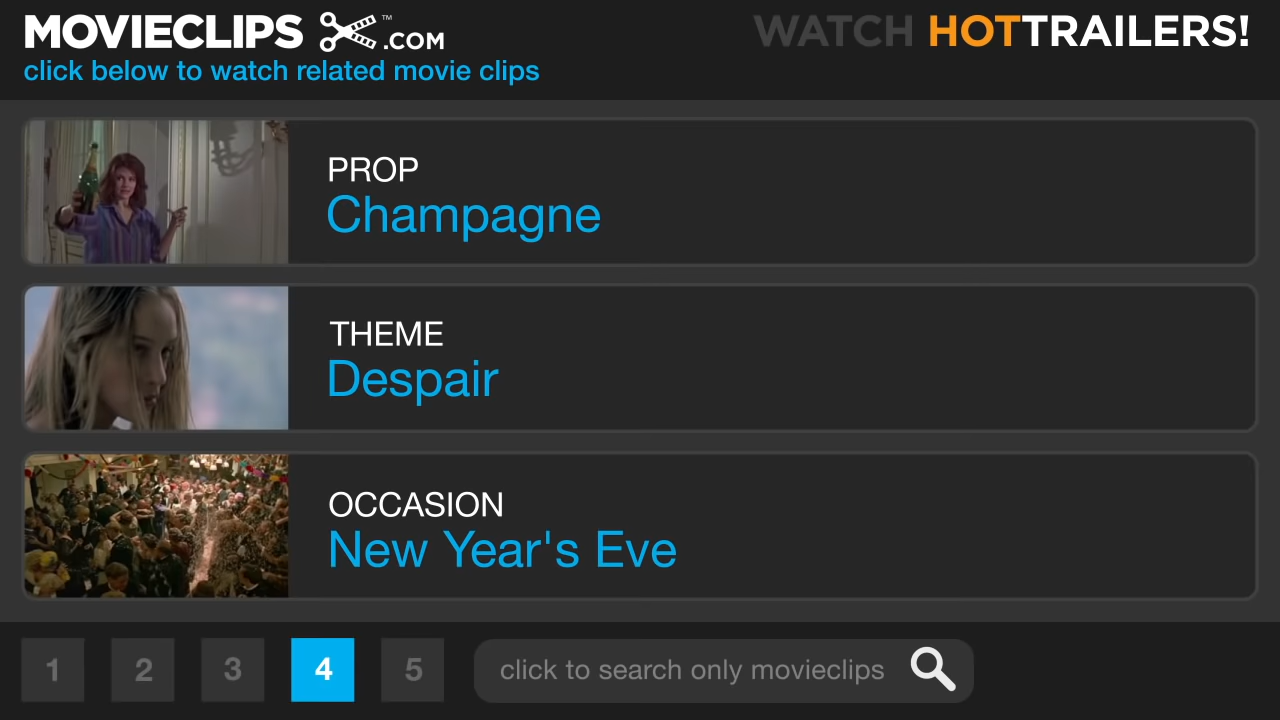 MOVIECLIPS ™ .COM
WATCH HOTTRAILERS!
click below to watch related movie clips
PROP
Champagne
THEME
Despair
OCCASION
New Year's Eve
1 2 3 4 5 click to search only movieclips